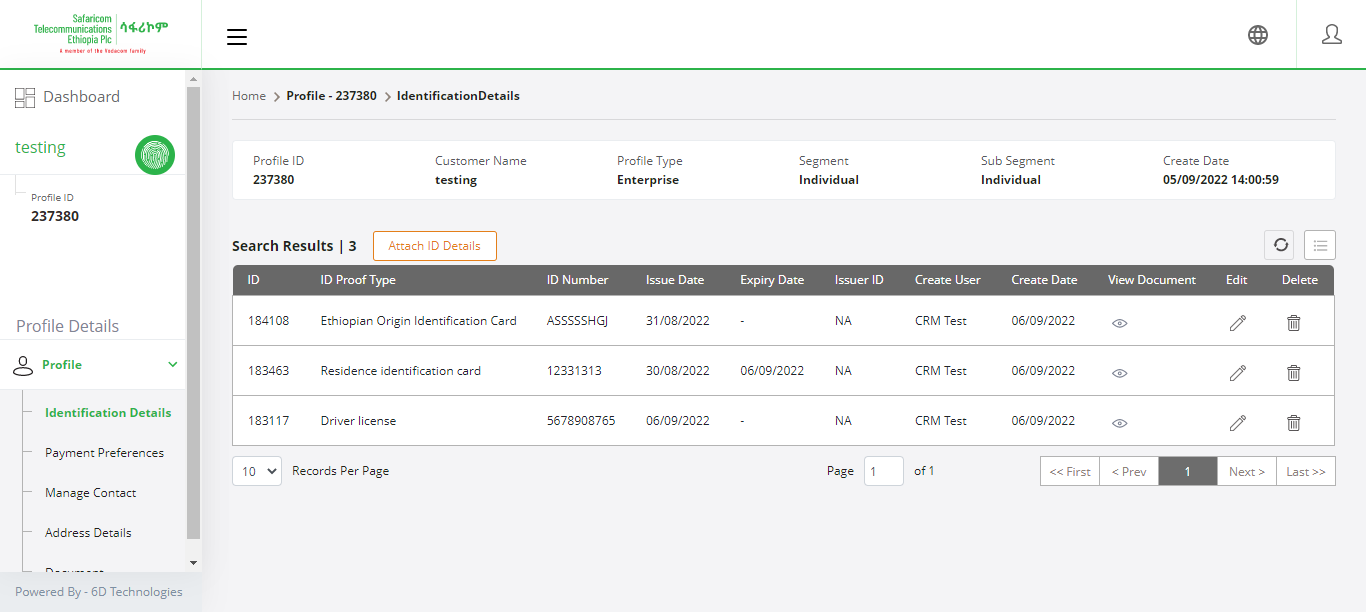 Safaricom
Telecommunications
Ethiopia Plc
ሳፋሪኮም
A member of the Vodacom family
Dashboard
testing
Profile ID
237380
Profile Details
Profile
Identification Details
Payment Preferences
Manage Contact
Address Details
Document
Powered By - 6D Technologies
Home > Profile - 237380 > IdentificationDetails
Profile ID Customer Name Profile Type Segment Sub Segment Create Date
237380 testing Enterprise Individual Individual 05/09/2022 14:00:59
Search Results | 3 Attach ID Details
ID ID Proof Type ID Number Issue Date Expiry Date Issuer ID Create User Create Date View Document Edit Delete
184108 Ethiopian Origin Identification Card ASSSSSHGJ 31/08/2022 - NA CRM Test 06/09/2022
183463 Residence identification card 12331313 30/08/2022 06/09/2022 NA CRM Test 06/09/2022
183117 Driver license 5678908765 06/09/2022 - NA CRM Test 06/09/2022
10 Records Per Page Page 1 of 1 << First < Prev 1 Next > Last >>